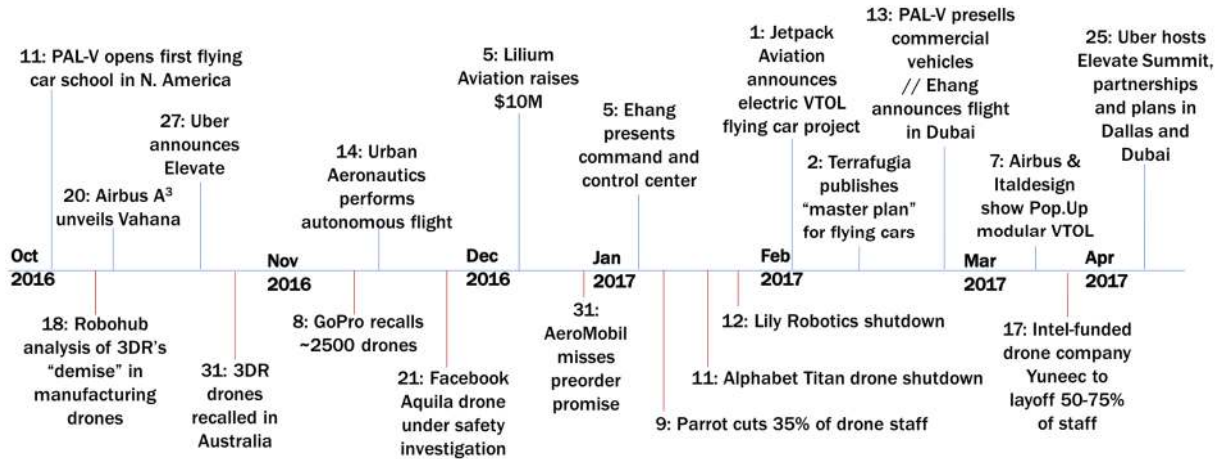 11: PAL-V opens first flying
car school in N. America
20: Airbus A³
unveils Vahana
27: Uber
announces
Elevate
14: Urban
Aeronautics
performs
autonomous flight
5: Lilium
Aviation raises
$10M
5: Ehang
presents
command and
control center
1: Jetpack
Aviation
announces
electric VTOL
flying car project
2: Terrafugia
publishes
“master plan”
for flying cars
13: PAL-V presells
commercial
vehicles
// Ehang
announces flight
in Dubai
7: Airbus &
Italdesign
show Pop.Up
modular VTOL
25: Uber hosts
Elevate Summit,
partnerships
and plans in
Dallas and
Dubai
Oct
2016
Nov
2016
Dec
2016
Jan
2017
Feb
2017
Mar
2017
Apr
2017
18: Robohub
analysis of 3DR’s
“demise” in
manufacturing
drones
31: 3DR
drones
recalled in
Australia
8: GoPro recalls
~2500 drones
21: Facebook
Aquila drone
under safety
investigation
31:
AeroMobil
misses
preorder
promise
9: Parrot cuts 35% of drone staff
11: Alphabet Titan drone shutdown
12: Lily Robotics shutdown
17: Intel-funded
drone company
Yuneec to
layoff 50-75%
of staff